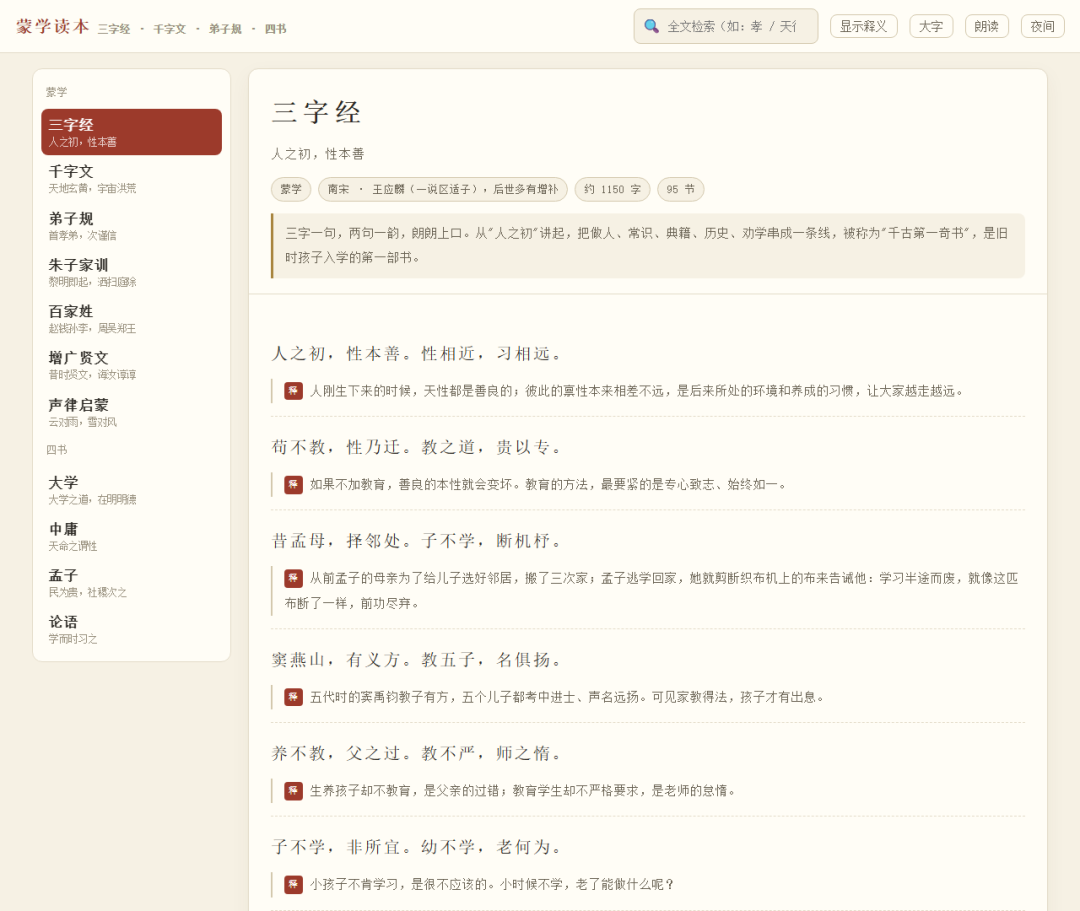 蒙学读本 三字经 · 千字文 · 弟子规 · 四书
全文检索（如：孝 / 天行 显示释义 大字 朗读 夜间
蒙学
三字经
人之初，性本善
千字文
天地玄黄，宇宙洪荒
弟子规
首孝弟，次谨信
朱子家训
黎明即起，洒扫庭除
百家姓
赵钱孙李，周吴郑王
增广贤文
昔时贤文，诲汝谆谆
声律启蒙
云对雨，雪对风
四书
大学
大学之道，在明明德
中庸
天命之谓性
孟子
民为贵，社稷次之
论语
学而时习之
三字经
人之初，性本善
蒙学 南宋 · 王应麟（一说区适子），后世多有增补 约 1150 字 95 节
三字一句，两句一韵，朗朗上口。从"人之初"讲起，把做人、常识、典籍、历史、劝学串成一条线，被称为"千古第一奇书"，是旧
时孩子入学的第一部书。
人之初，性本善。性相近，习相远。
释 人刚生下来的时候，天性都是善良的；彼此的禀性本来相差不远，是后来所处的环境和养成的习惯，让大家越走越远。
苟不教，性乃迁。教之道，贵以专。
释 如果不加教育，善良的本性就会变坏。教育的方法，最要紧的是专心致志、始终如一。
昔孟母，择邻处。子不学，断机杼。
释 从前孟子的母亲为了给儿子选好邻居，搬了三次家；孟子逃学回家，她就剪断织布机上的布来告诫他：学习半途而废，就像这匹
布断了一样，前功尽弃。
窦燕山，有义方。教五子，名俱扬。
释 五代时的窦禹钧教子有方，五个儿子都考中进士、声名远扬。可见家教得法，孩子才有出息。
养不教，父之过。教不严，师之惰。
释 生养孩子却不教育，是父亲的过错；教育学生却不严格要求，是老师的怠惰。
子不学，非所宜。幼不学，老何为。
释 小孩子不肯学习，是很不应该的。小时候不学，老了能做什么呢？